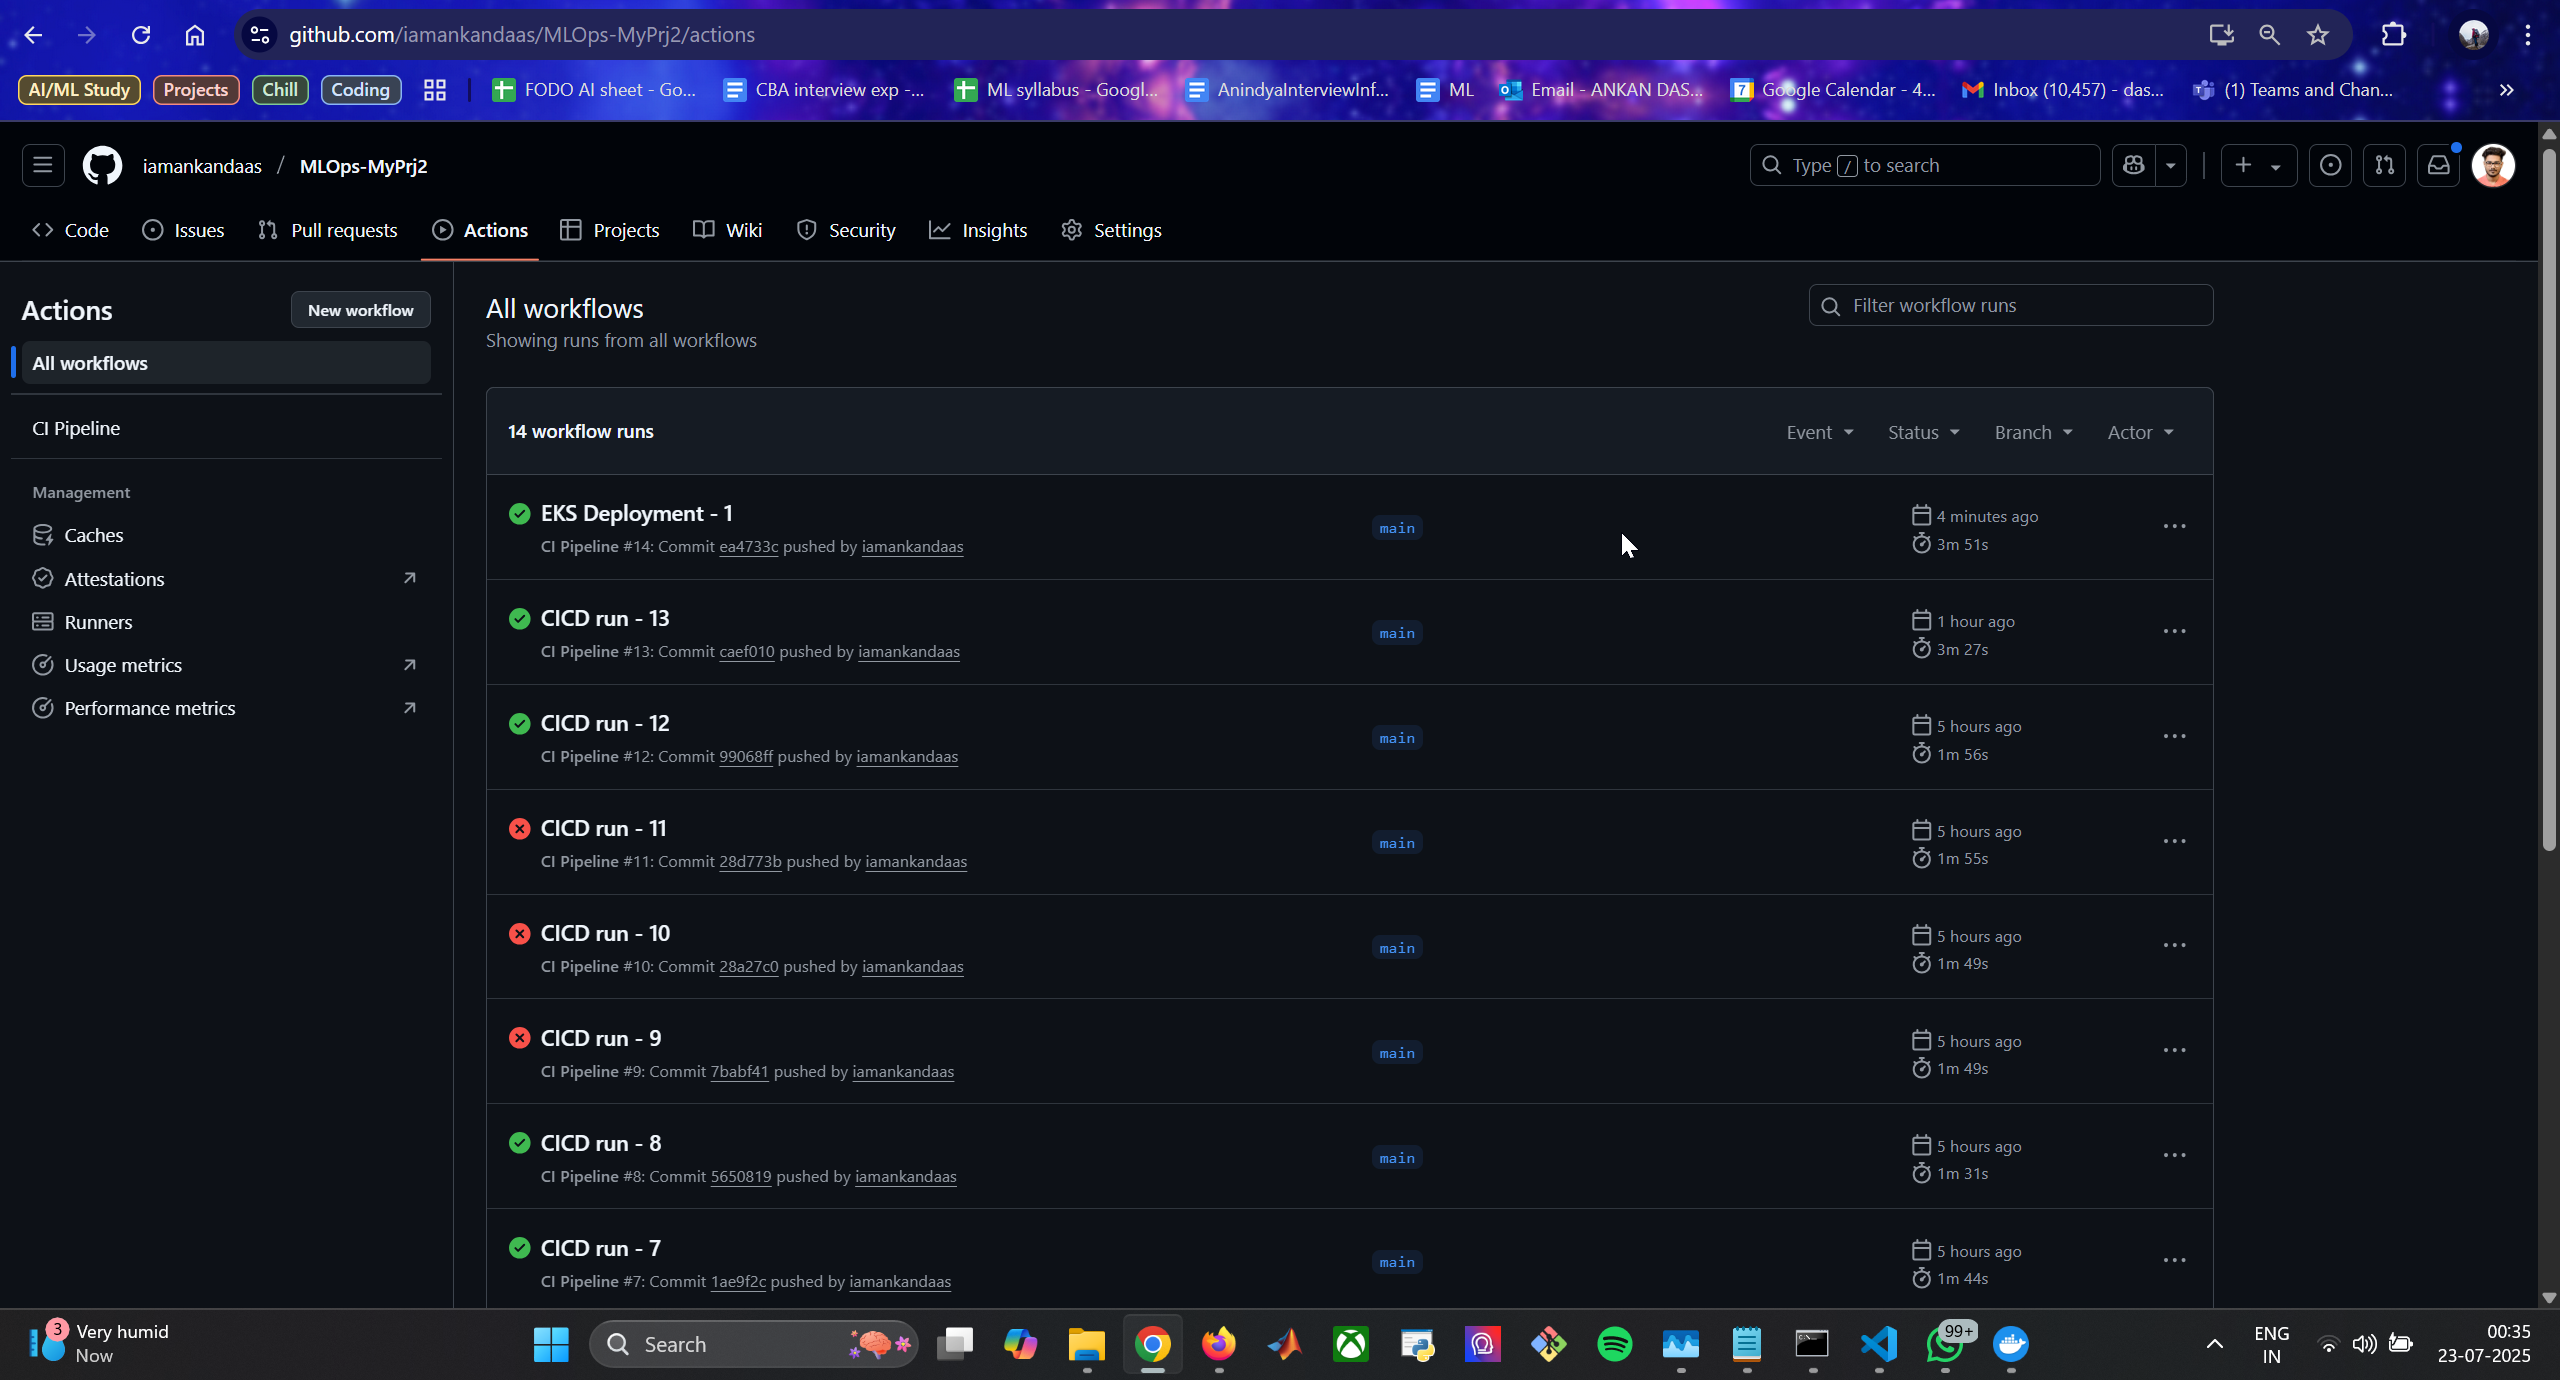 github.com/iamankandaas/MLOps-MyPrj2/actions
AI/ML Study
Projects
Chill
Coding
FODO AI sheet - Go...
CBA interview exp -...
ML syllabus - Googl...
AnindyaInterviewInf...
ML
Email - ANKAN DAS...
7
Google Calendar - 4...
Inbox (10,457) - das...
(1) Teams and Chan...
iamankandaas / MLOps-MyPrj2
Type / to search
Code
Issues
Pull requests
Actions
Projects
Wiki
Security
Insights
Settings
Actions
New workflow
All workflows
CI Pipeline
Management
Caches
Attestations
Runners
Usage metrics
Performance metrics
All workflows
Showing runs from all workflows
Filter workflow runs
14 workflow runs
Event
Status
Branch
Actor
EKS Deployment - 1
CI Pipeline #14: Commit ea4733c pushed by iamankandaas
main
4 minutes ago
3m 51s
CICD run - 13
CI Pipeline #13: Commit caef010 pushed by iamankandaas
main
1 hour ago
3m 27s
CICD run - 12
CI Pipeline #12: Commit 99068ff pushed by iamankandaas
main
5 hours ago
1m 56s
CICD run - 11
CI Pipeline #11: Commit 28d773b pushed by iamankandaas
main
5 hours ago
1m 55s
CICD run - 10
CI Pipeline #10: Commit 28a27c0 pushed by iamankandaas
main
5 hours ago
1m 49s
CICD run - 9
CI Pipeline #9: Commit 7babf41 pushed by iamankandaas
main
5 hours ago
1m 49s
CICD run - 8
CI Pipeline #8: Commit 5650819 pushed by iamankandaas
main
5 hours ago
1m 31s
CICD run - 7
CI Pipeline #7: Commit 1ae9f2c pushed by iamankandaas
main
5 hours ago
1m 44s
3
Very humid
Now
Search
99+
ENG
IN
00:35
23-07-2025